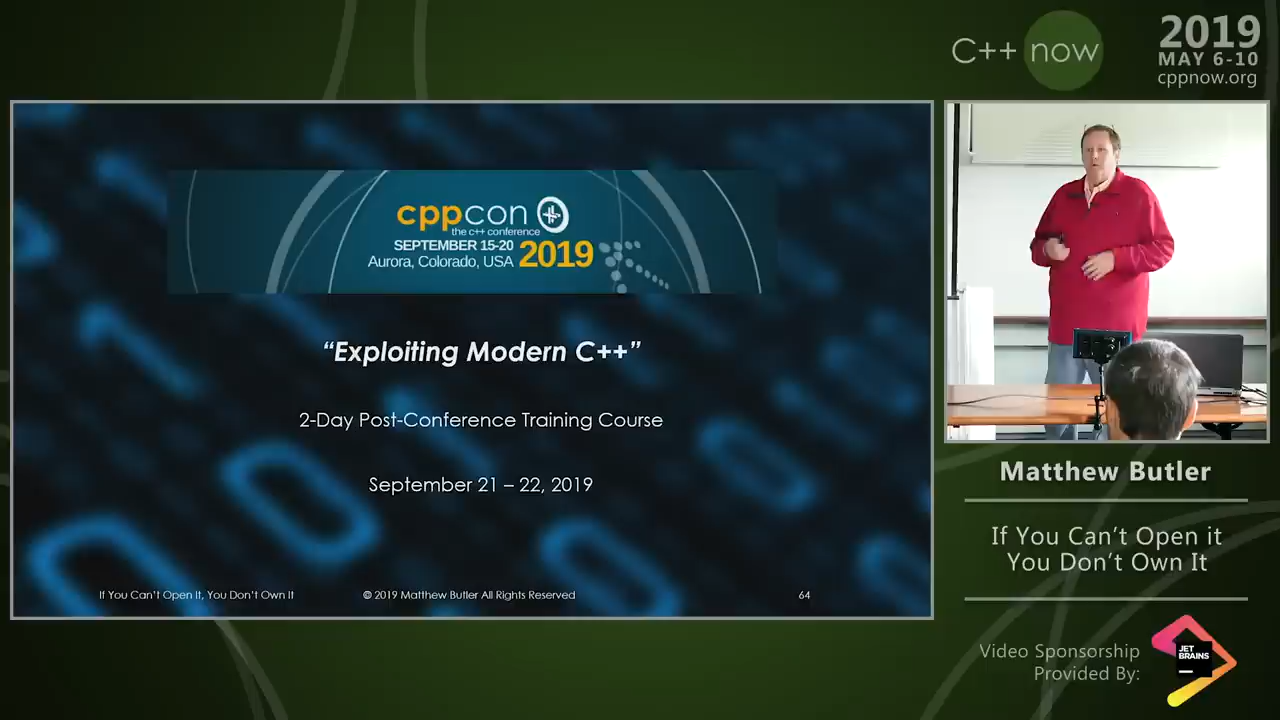 C++ now
2019
MAY 6-10
cppnow.org
cppcon
the c++ conference
SEPTEMBER 15-20
Aurora, Colorado, USA
2019
“Exploiting Modern C++”
2-Day Post-Conference Training Course
September 21 – 22, 2019
If You Can’t Open It, You Don’t Own It
© 2019 Matthew Butler All Rights Reserved
64
Matthew Butler
If You Can’t Open it
You Don’t Own It
Video Sponsorship
Provided By:
JET
BRAINS